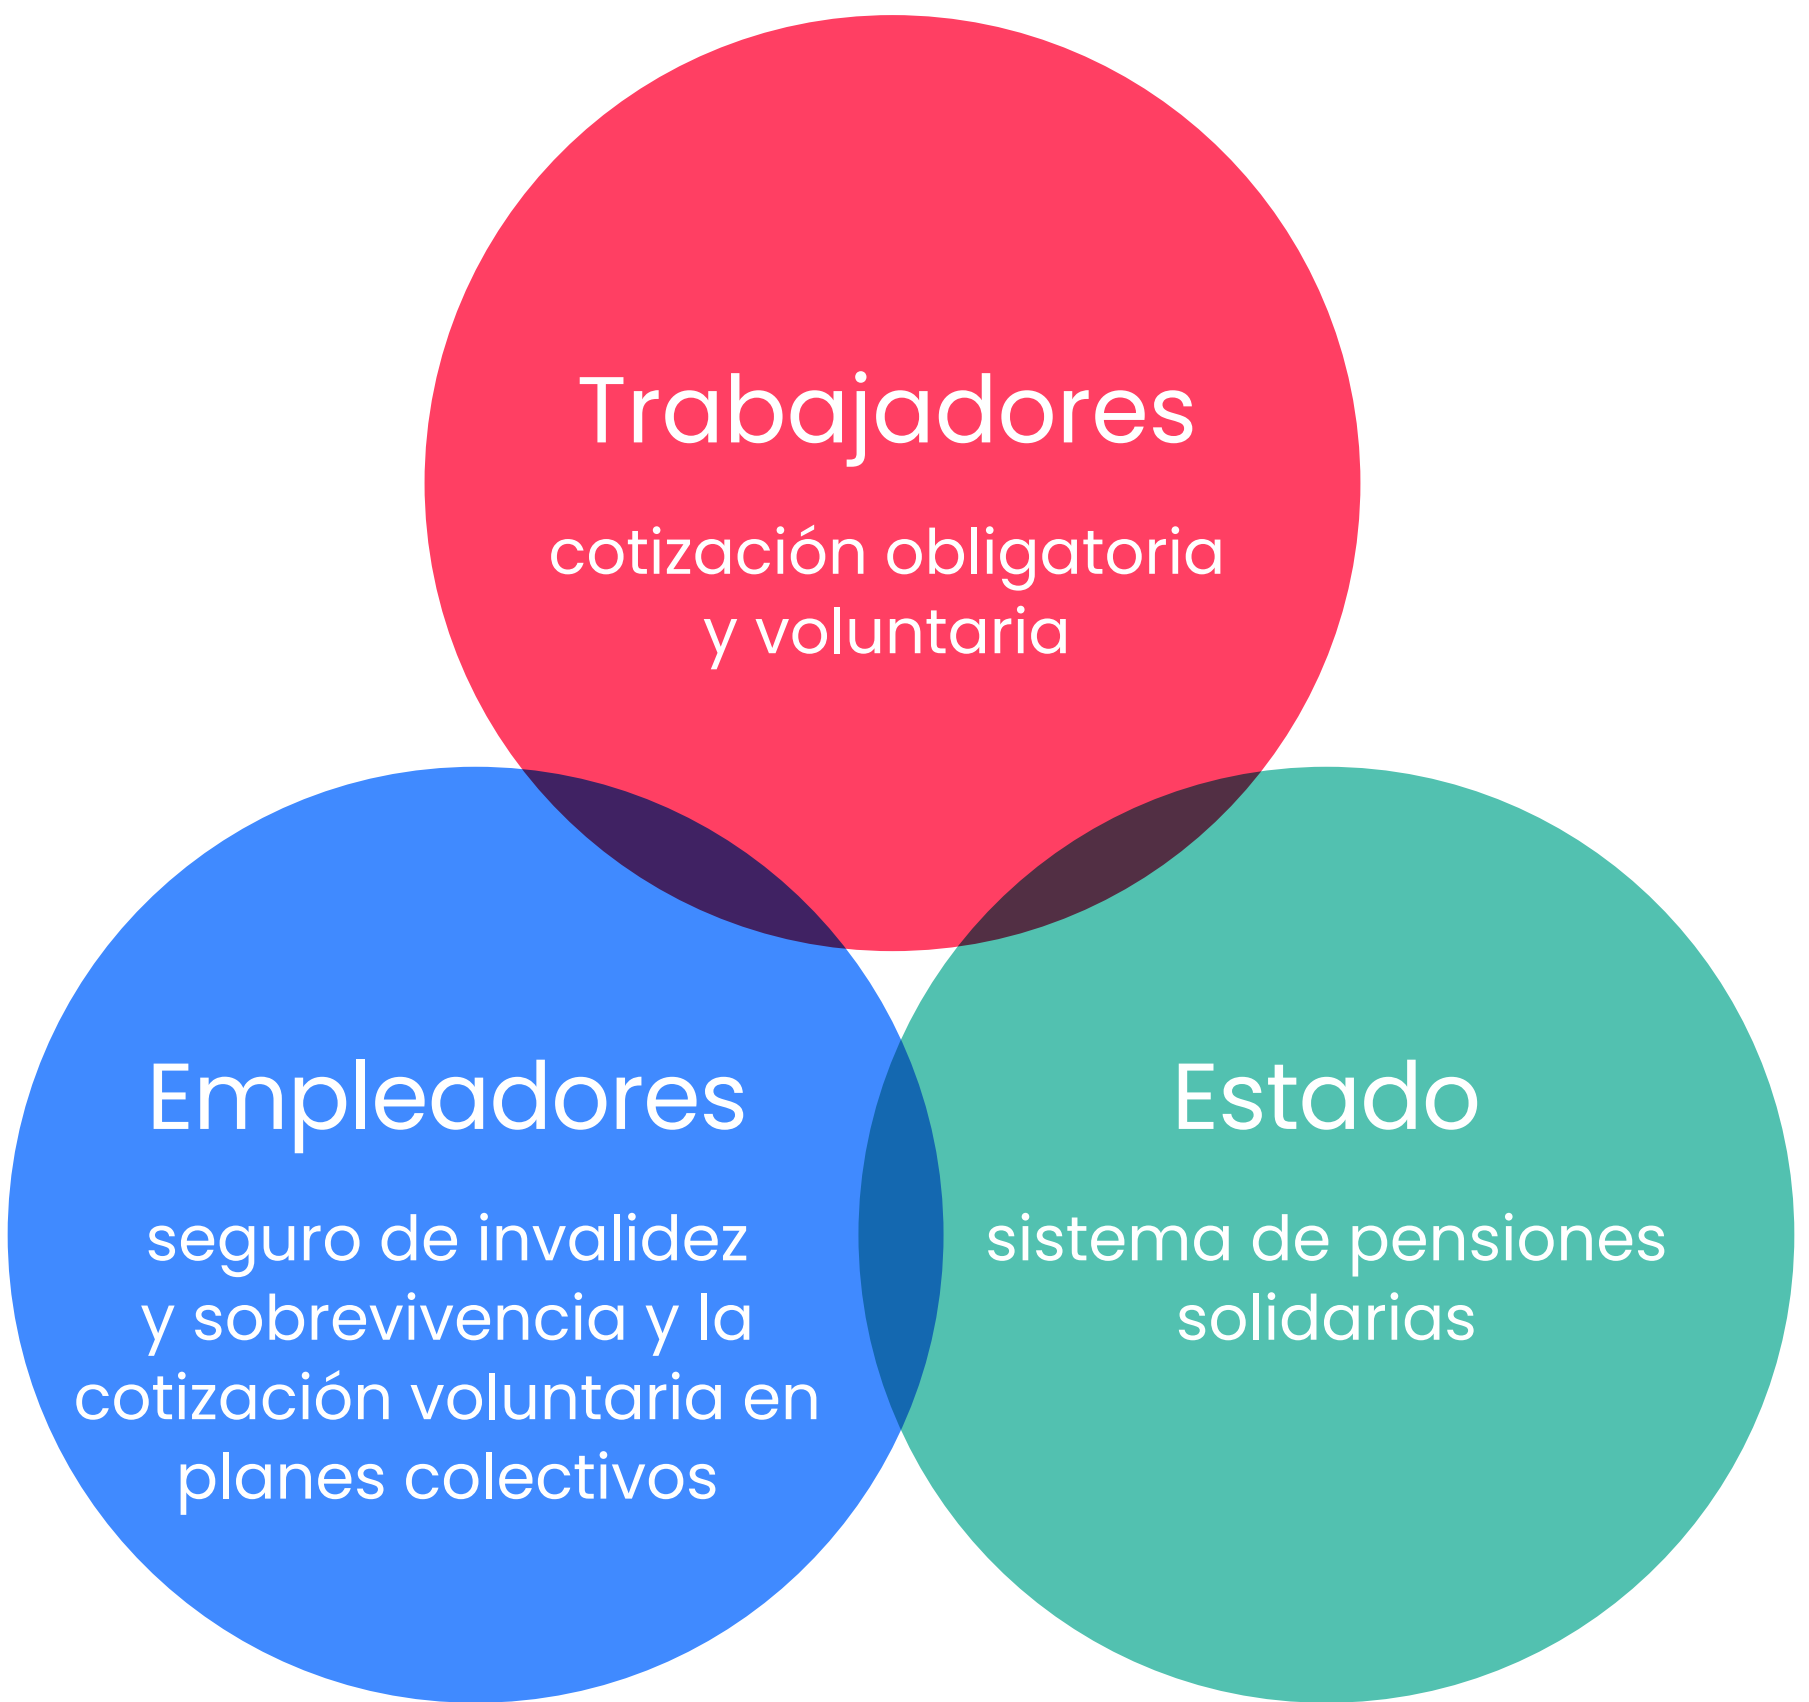 Trabajadores
cotización obligatoria
y voluntaria
Empleadores
seguro de invalidez
y sobrevivencia y la
cotización voluntaria en
planes colectivos
Estado
sistema de pensiones
solidarias